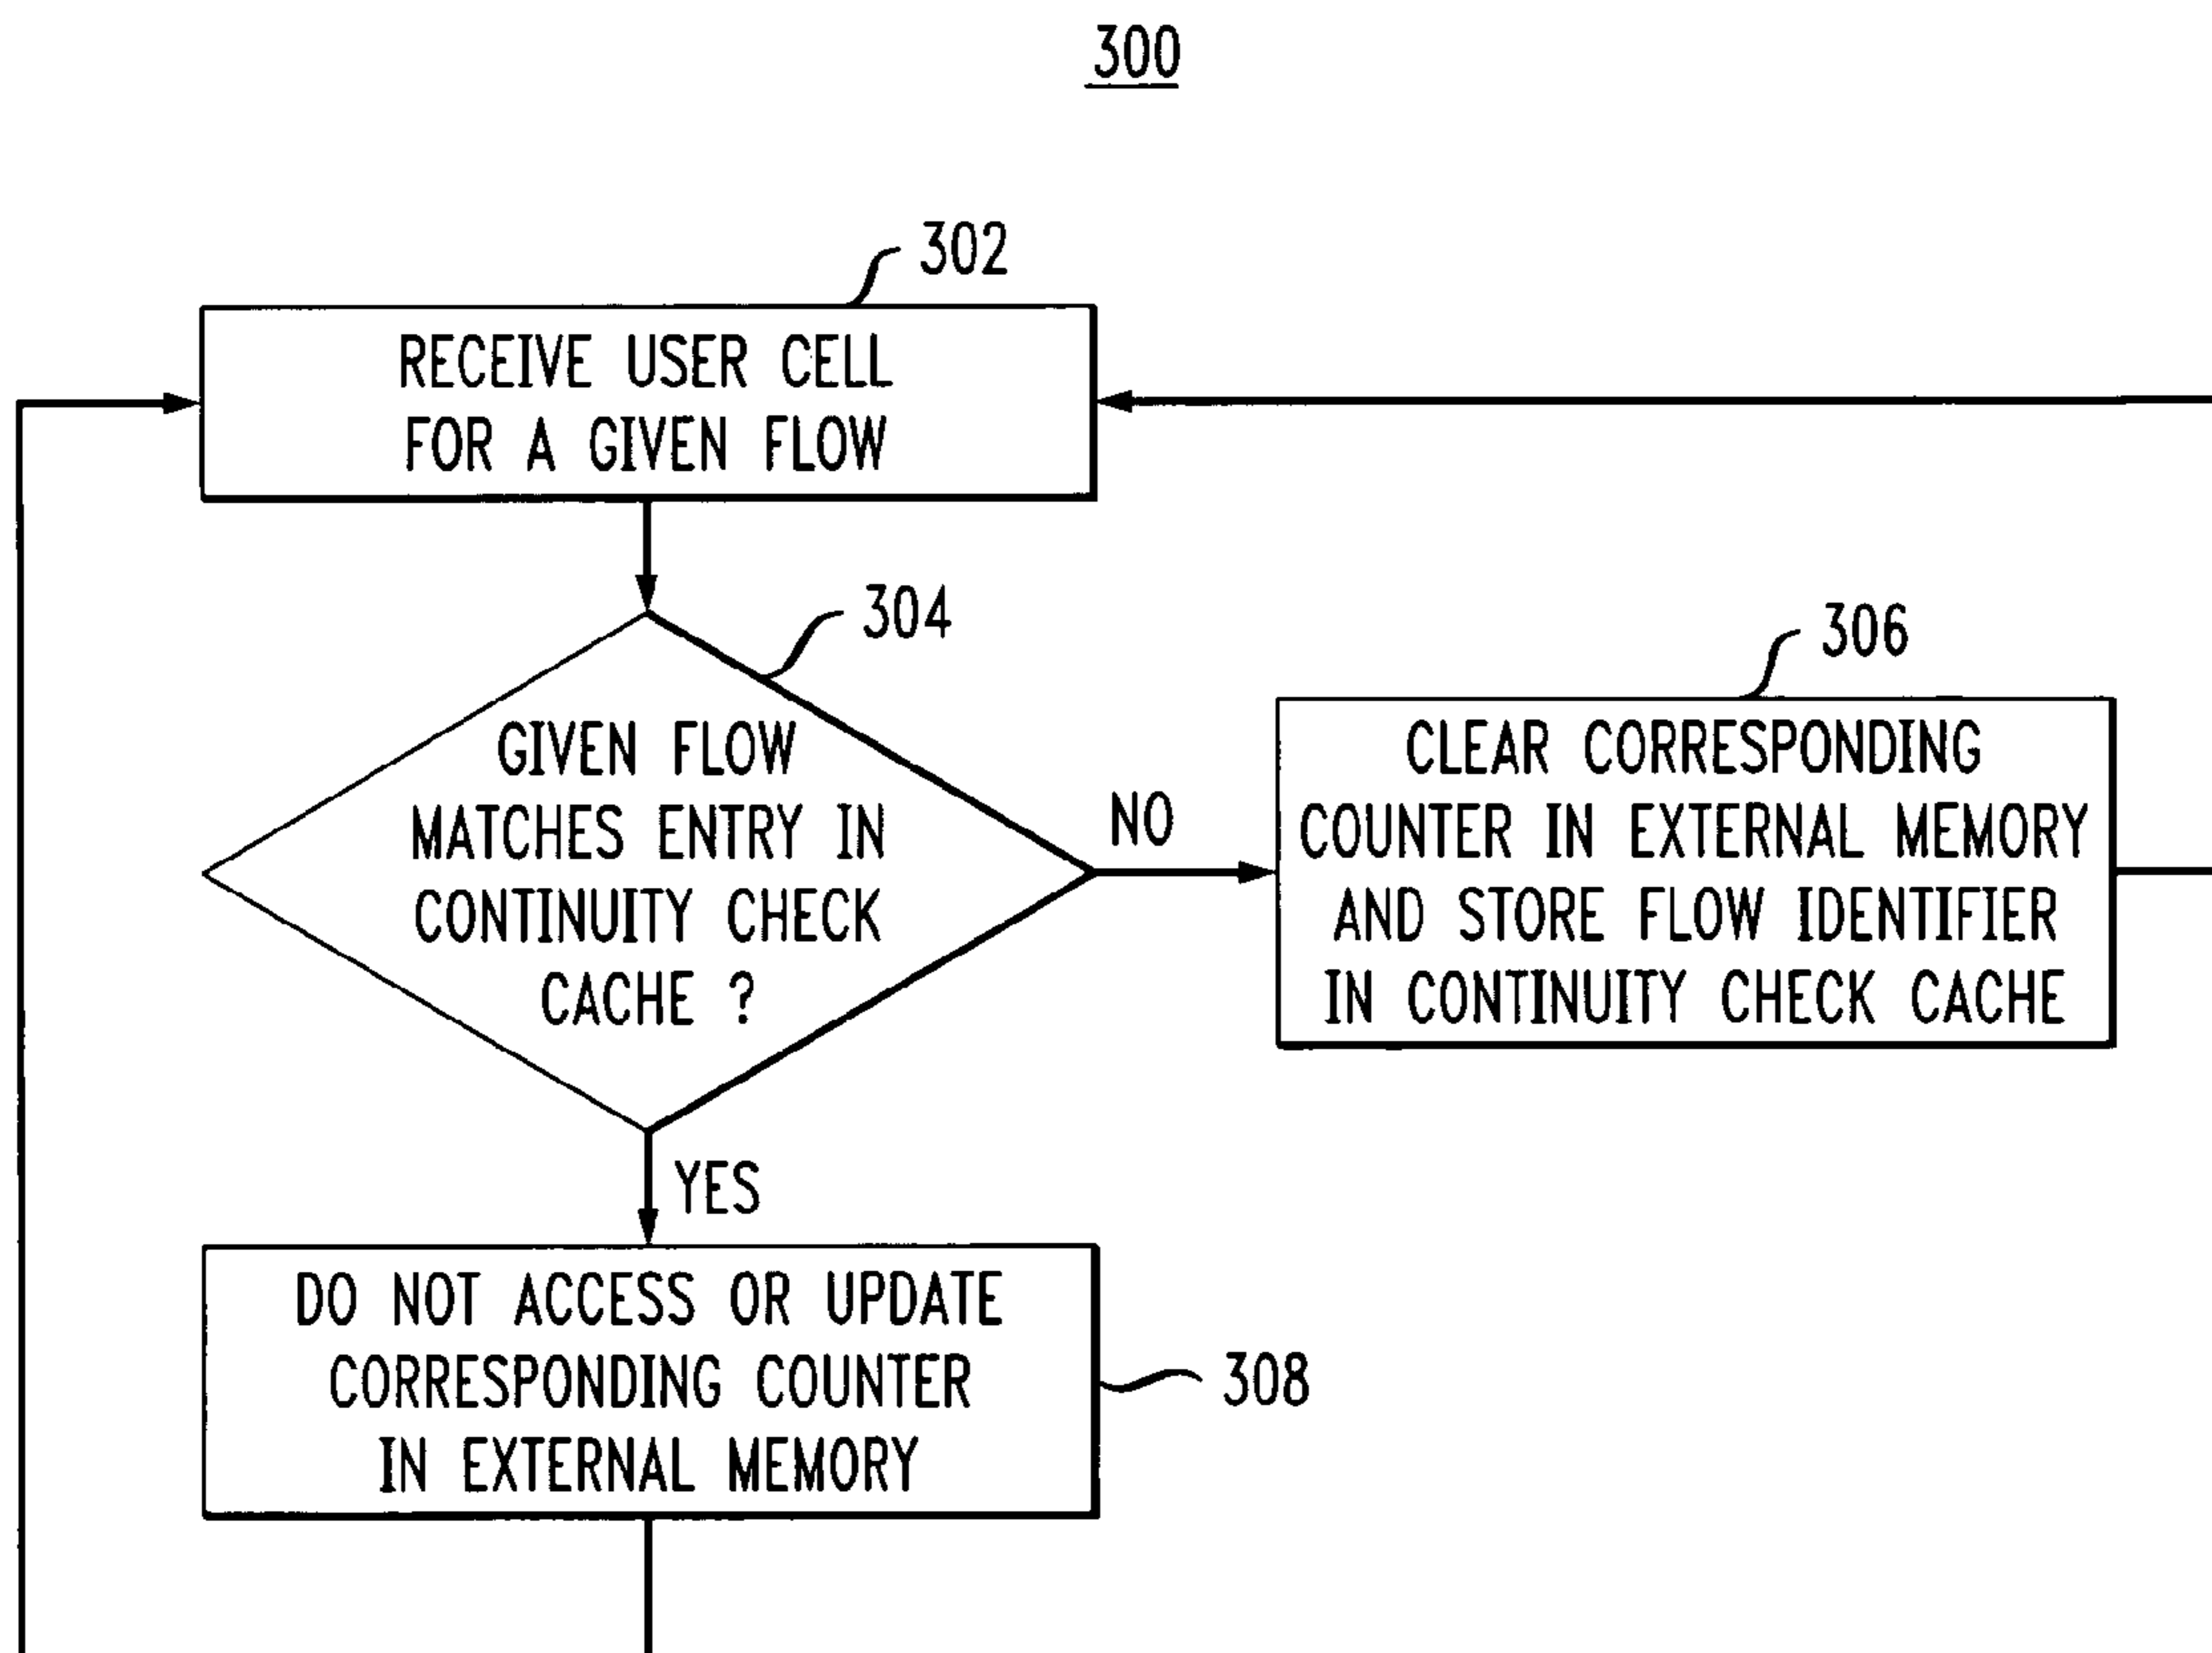 300
302
RECEIVE USER CELL
FOR A GIVEN FLOW
304
GIVEN FLOW
MATCHES ENTRY IN
CONTINUITY CHECK
CACHE ?
NO
306
CLEAR CORRESPONDING
COUNTER IN EXTERNAL MEMORY
AND STORE FLOW IDENTIFIER
IN CONTINUITY CHECK CACHE
YES
DO NOT ACCESS OR UPDATE
CORRESPONDING COUNTER
IN EXTERNAL MEMORY
308